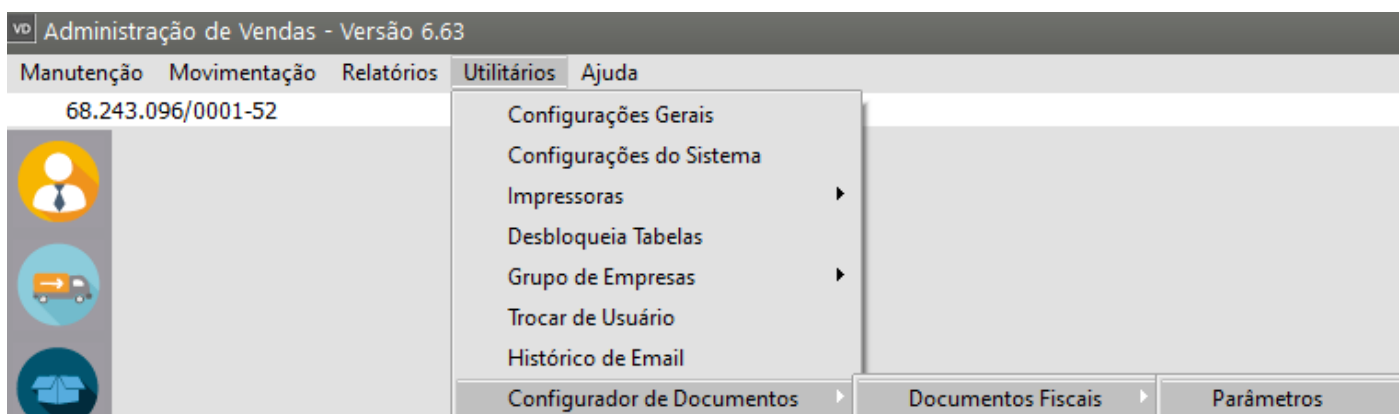 VD Administração de Vendas - Versão 6.63
Manutenção Movimentação Relatórios Utilitários Ajuda
68.243.096/0001-52
Configurações Gerais
Configurações do Sistema
Impressoras
Desbloqueia Tabelas
Grupo de Empresas
Trocar de Usuário
Histórico de Email
Configurador de Documentos Documentos Fiscais Parâmetros